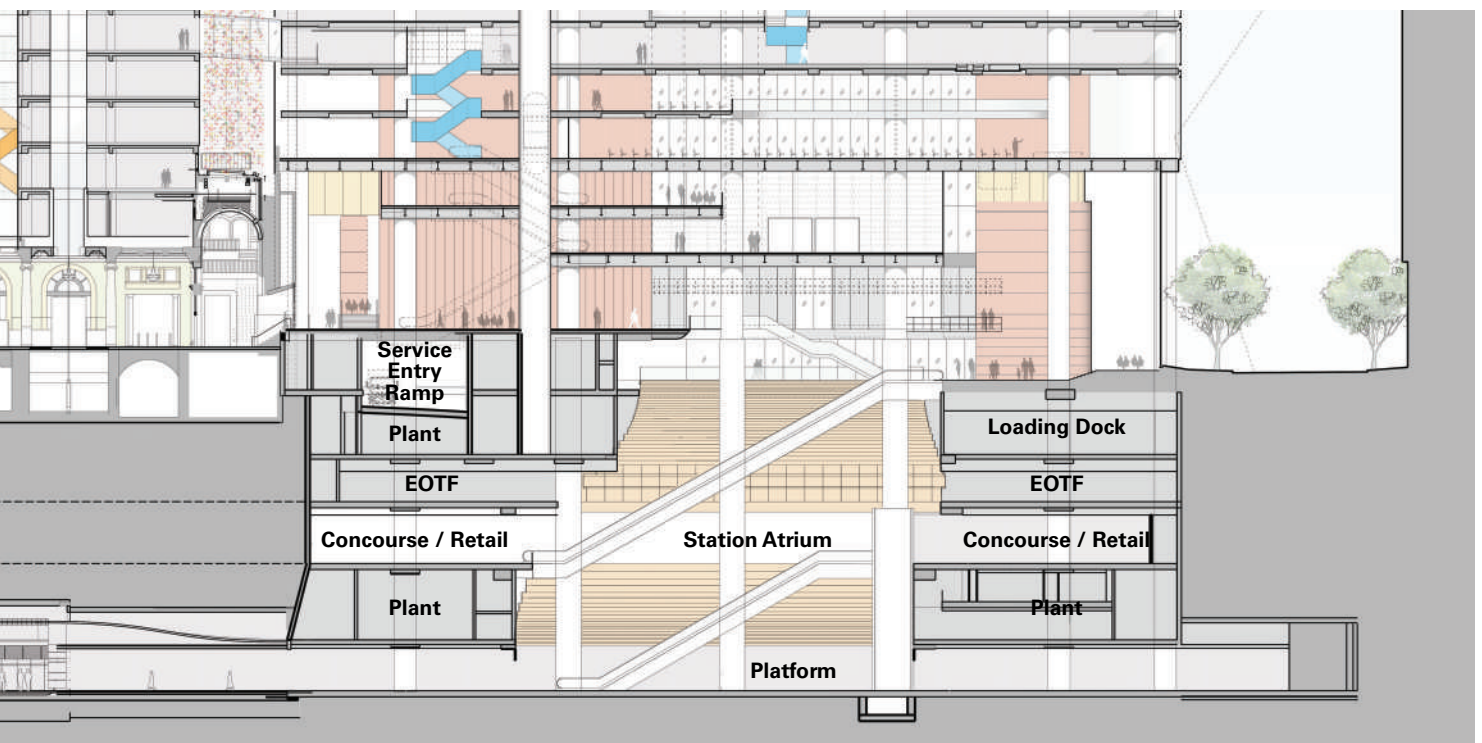 Service
Entry
Ramp
Plant
Loading Dock
EOTF
EOTF
Concourse / Retail
Station Atrium
Concourse / Retail
Plant
Plant
Platform